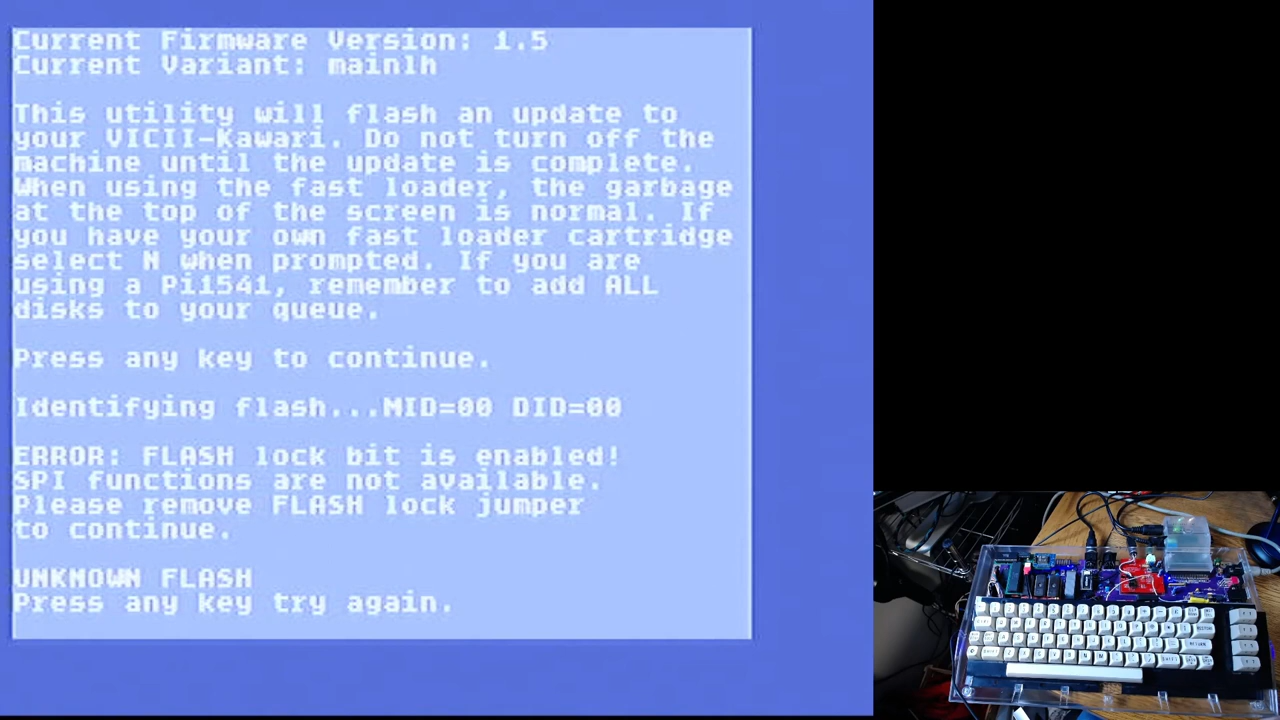 Current Firmware Version: 1.5
Current Variant: mainlh
This utility will flash an update to
your VICII-Kawari. Do not turn off the
machine until the update is complete.
When using the fast loader, the garbage
at the top of the screen is normal. If
you have your own fast loader cartridge
select N when prompted. If you are
using a Pi1541, remember to add ALL
disks to your queue.
Press any key to continue.
Identifying flash...MID=00 DID=00
ERROR: FLASH lock bit is enabled!
SPI functions are not available.
Please remove FLASH lock jumper
to continue.
UNKNOWN FLASH
Press any key try again.